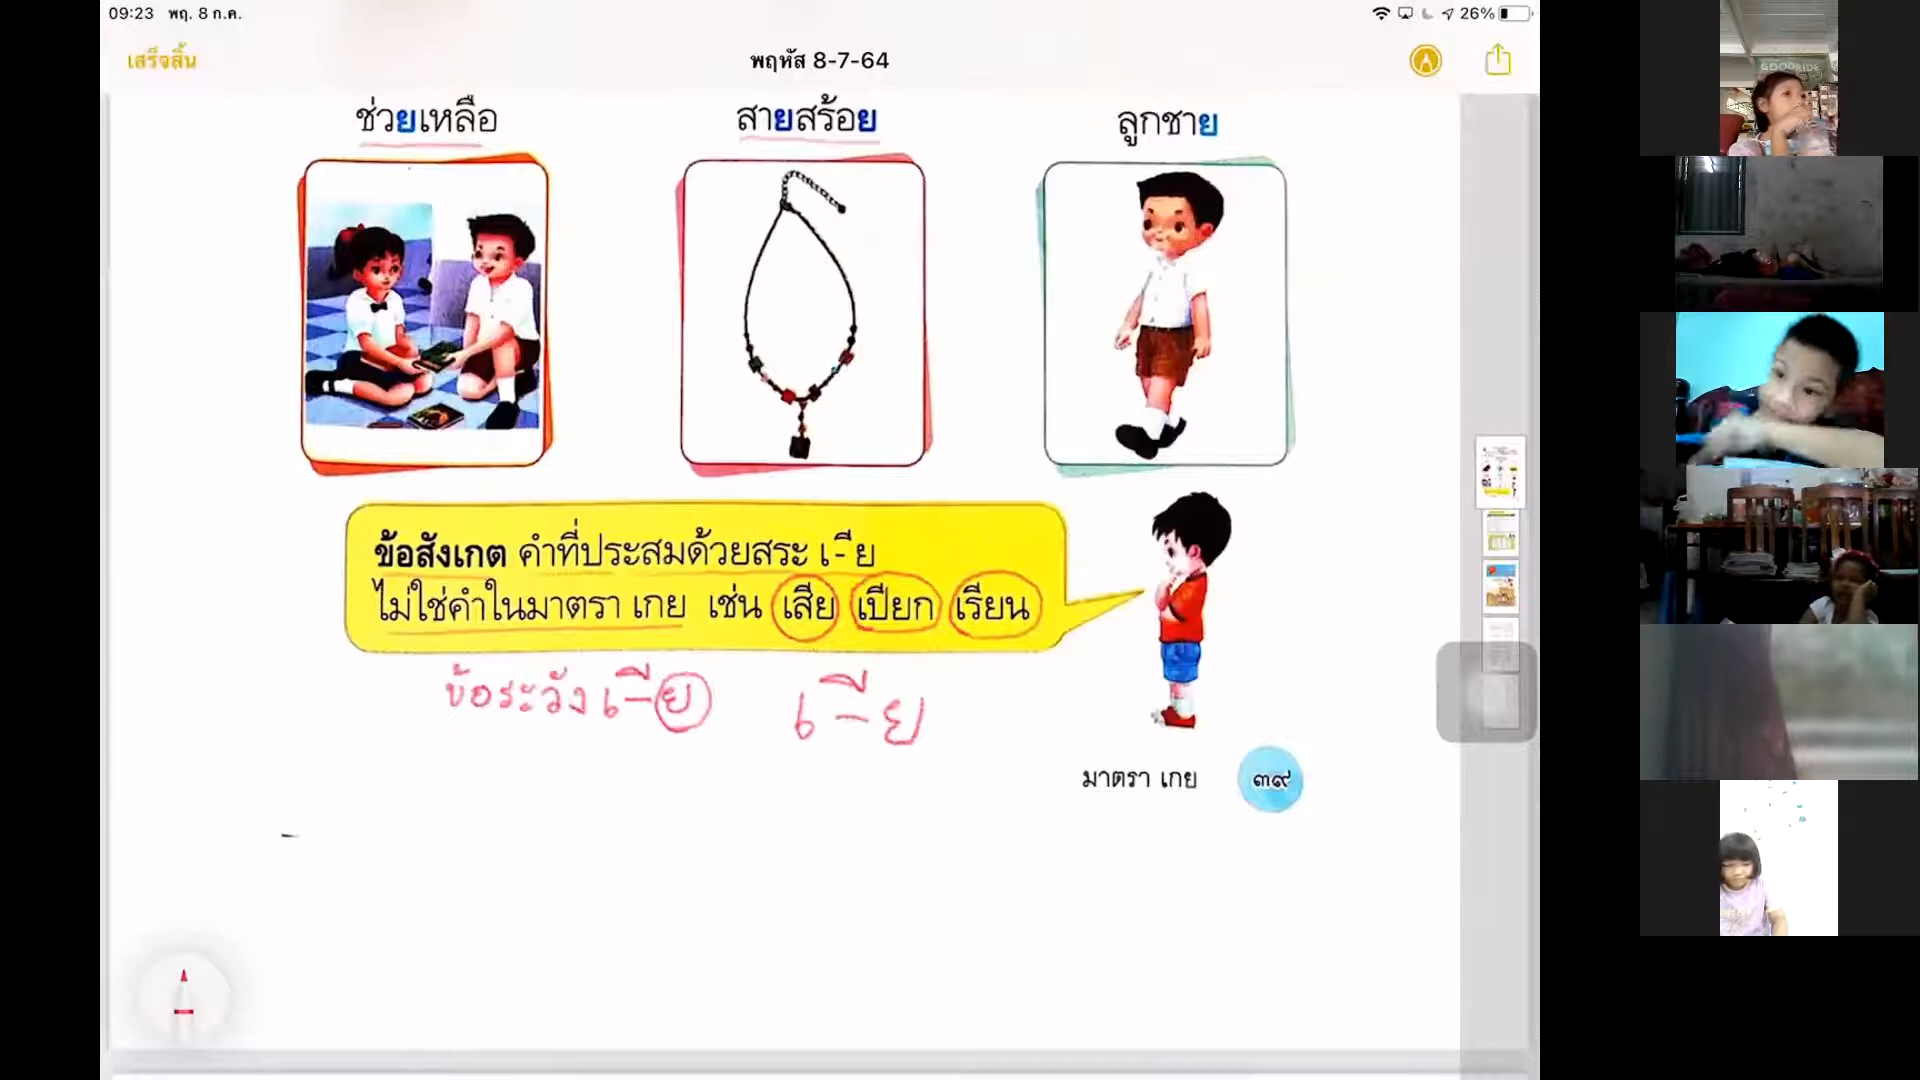 09:23 พฤ. 8 ก.ค.
26%
เสร็จสิ้น
พฤหัส 8-7-64
ช่วยเหลือ
สายสร้อย
ลูกชาย
ข้อสังเกต คำที่ประสมด้วยสระ เ-ีย
ไม่ใช่คำในมาตรา เกย เช่น เสีย เปียก เรียน
ข้อระวัง เ-ีย เ-ีย
มาตรา เกย ๓๙
GOODRIDE